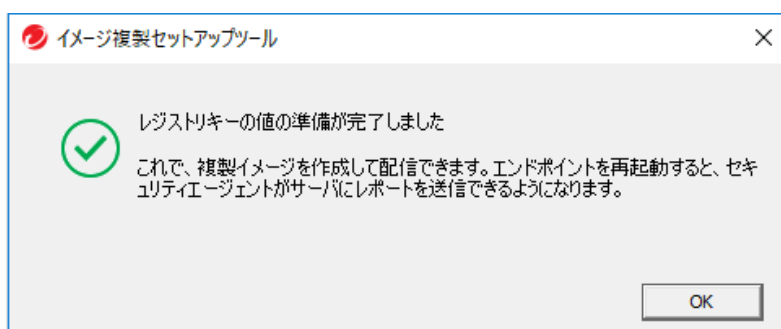 イメージ複製セットアップツール
レジストリキーの値の準備が完了しました
これで、複製イメージを作成して配信できます。エンドポイントを再起動すると、セキ
ュリティエージェントがサーバにレポートを送信できるようになります。
OK